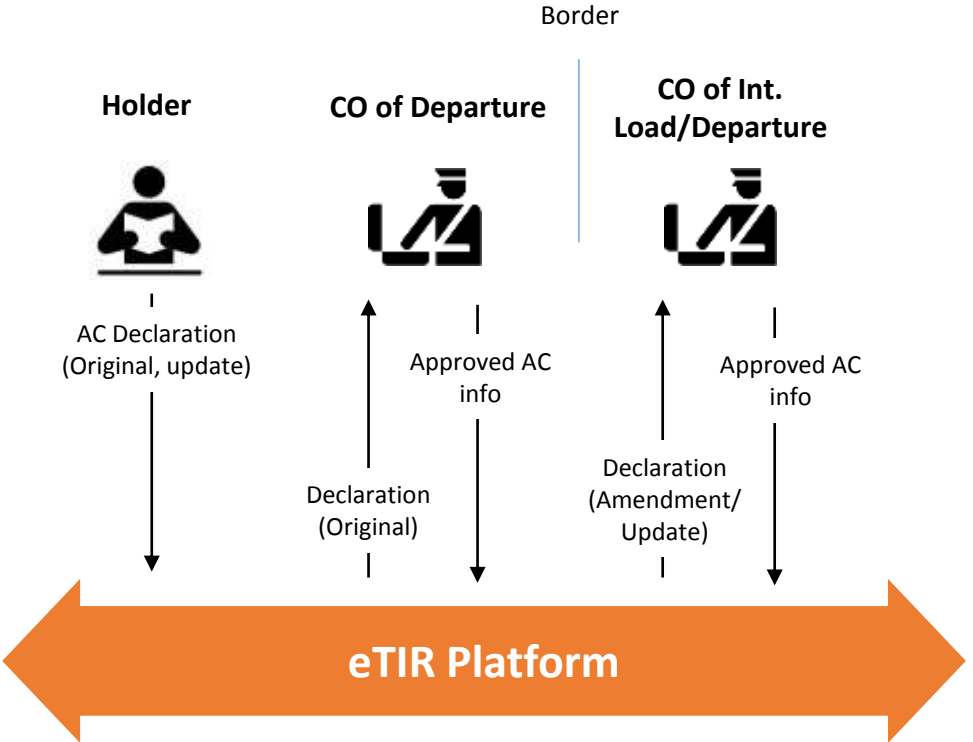 Border
Holder
CO of Departure
CO of Int.
Load/Departure
AC Declaration
(Original, update)
Declaration
(Original)
Approved AC
info
Declaration
(Amendment/
Update)
Approved AC
info
eTIR Platform